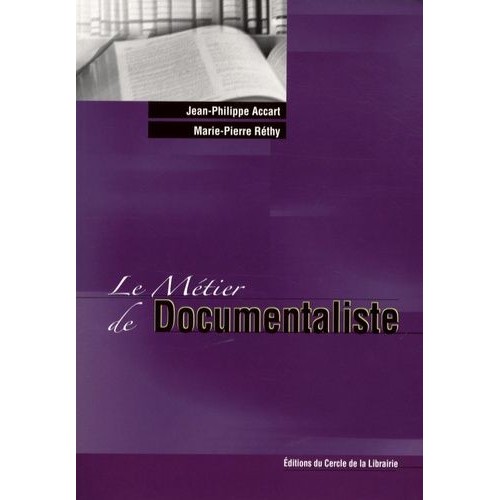 Jean-Philippe Accart
Marie-Pierre Réthy
Le Métier
de Documentaliste
Éditions du Cercle de la Librairie